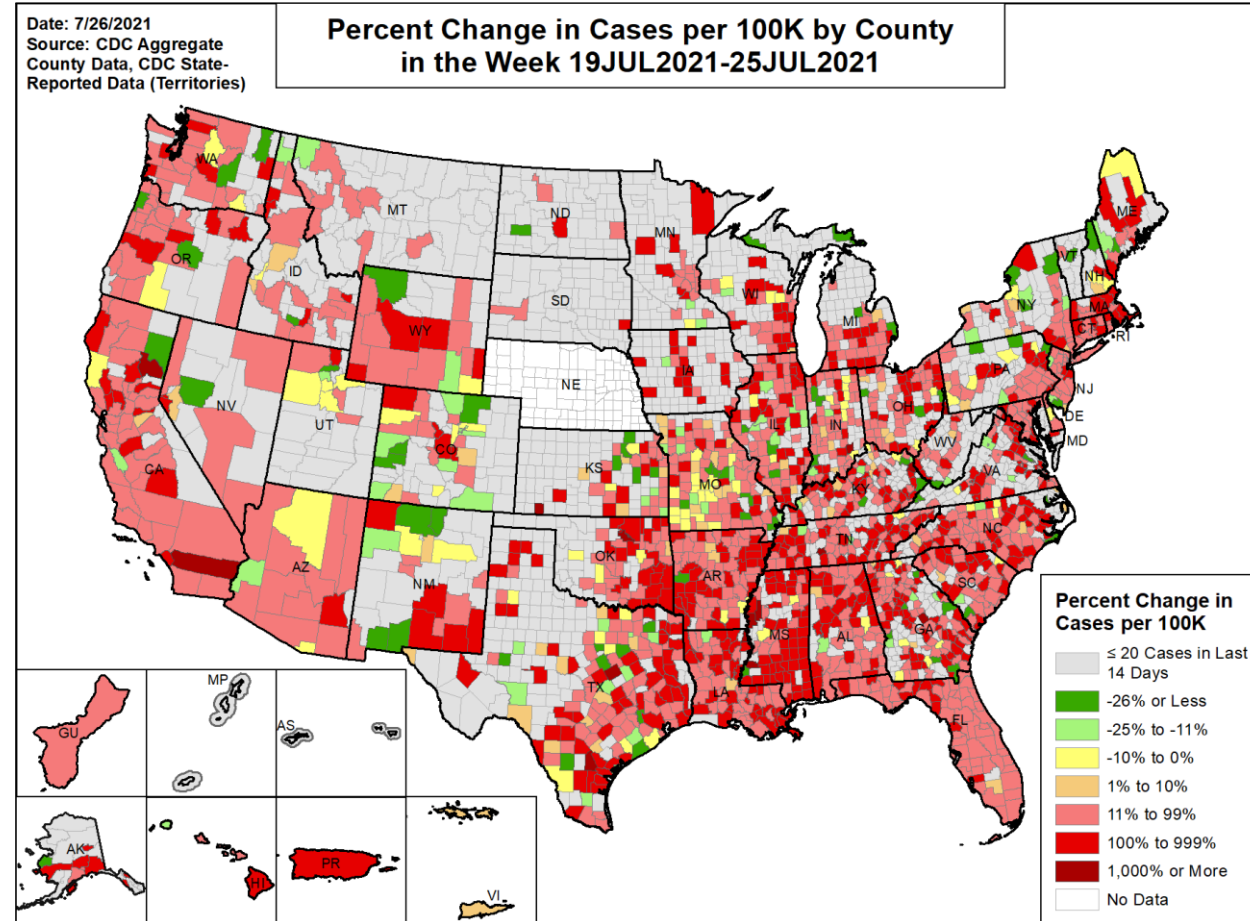 Date: 7/26/2021
Source: CDC Aggregate
County Data, CDC State-
Reported Data (Territories)
Percent Change in Cases per 100K by County
in the Week 19JUL2021-25JUL2021
WA
MT
ND
MN
ME
OR
ID
WI
VT
NH
NY
MA
CT
RI
SD
WY
MI
IA
PA
NJ
NE
NV
UT
CO
IL
IN
OH
DE
MD
WV
VA
CA
KS
MO
KY
NC
TN
AZ
NM
OK
AR
SC
MS
AL
GA
TX
LA
FL
GU
MP
AS
AK
HI
PR
VI
Percent Change in
Cases per 100K
≤ 20 Cases in Last
14 Days
-26% or Less
-25% to -11%
-10% to 0%
1% to 10%
11% to 99%
100% to 999%
1,000% or More
No Data